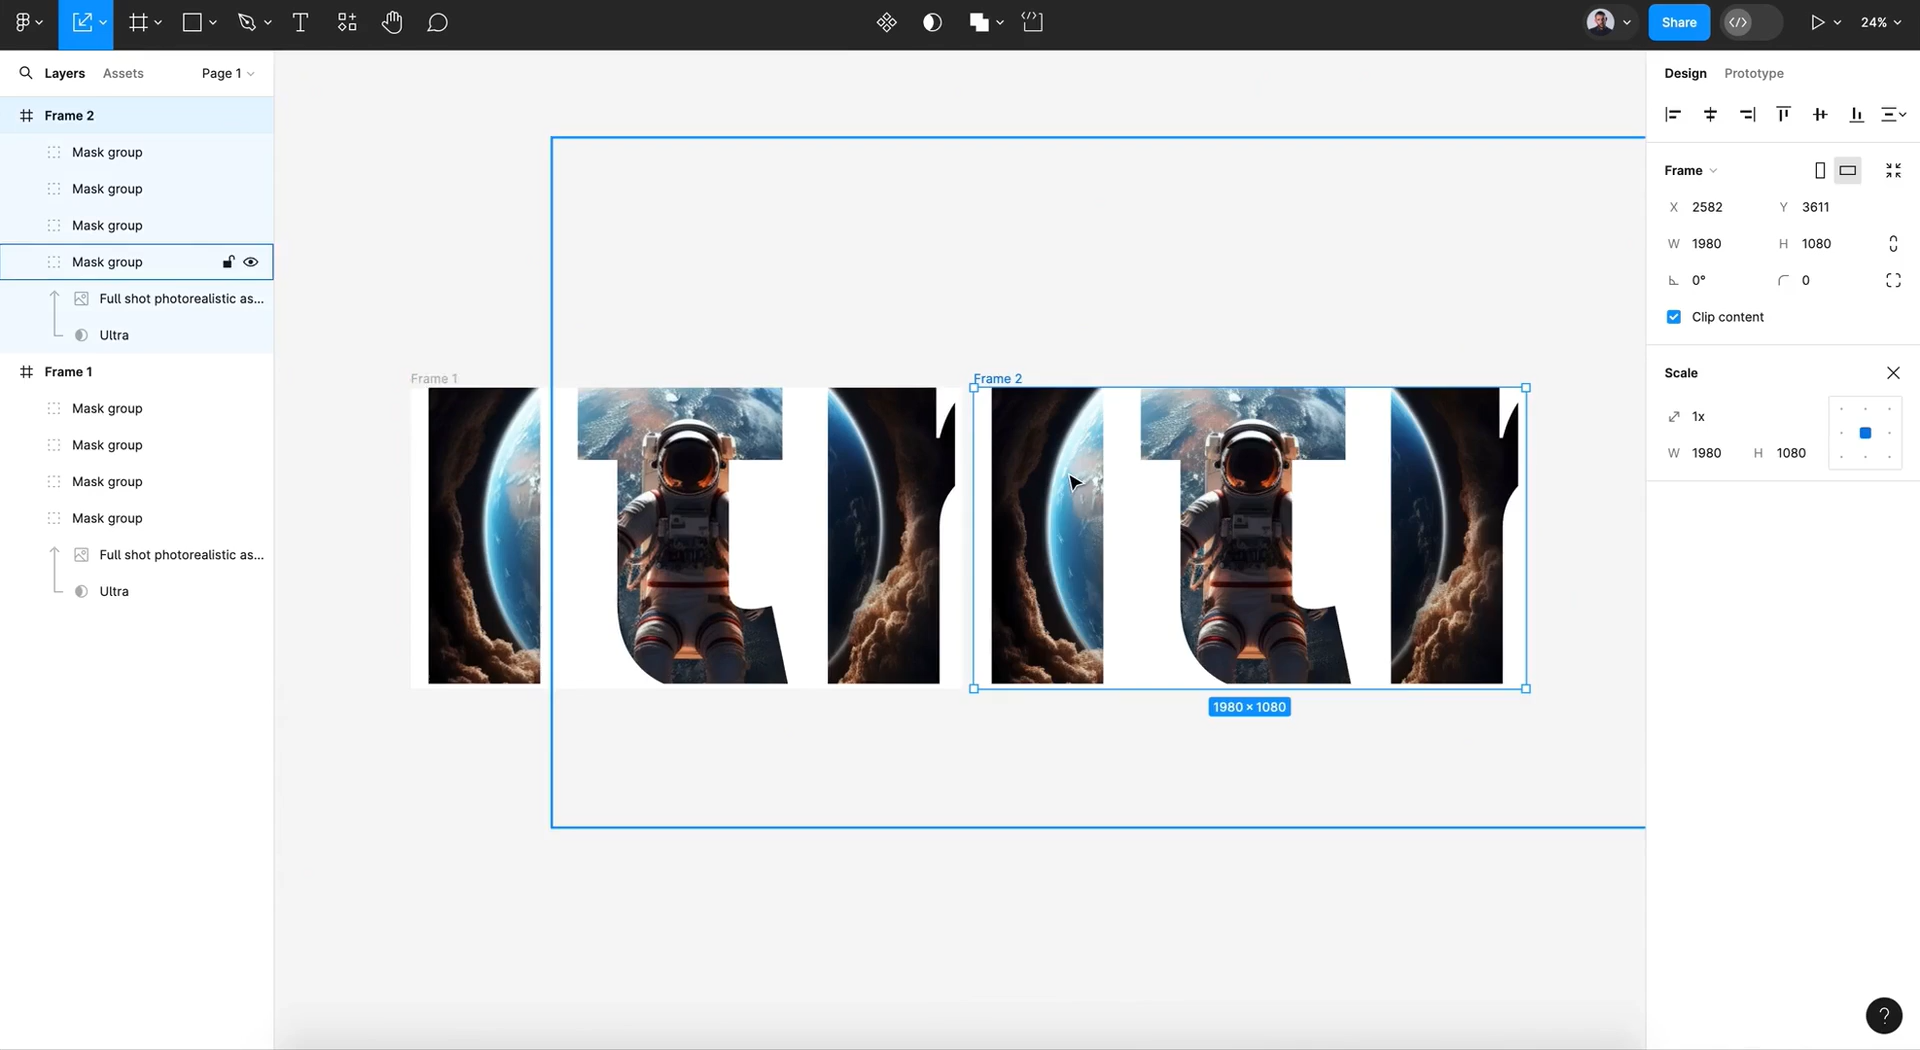 Share
24%
Layers
Assets
Page 1
Frame 2
Mask group
Mask group
Mask group
Mask group
Full shot photorealistic as...
Ultra
Frame 1
Mask group
Mask group
Mask group
Mask group
Full shot photorealistic as...
Ultra
Frame 1
Frame 2
1980 × 1080
Design
Prototype
Frame
X 2582
Y 3611
W 1980
H 1080
0°
0
Clip content
Scale
1x
W 1980
H 1080
?